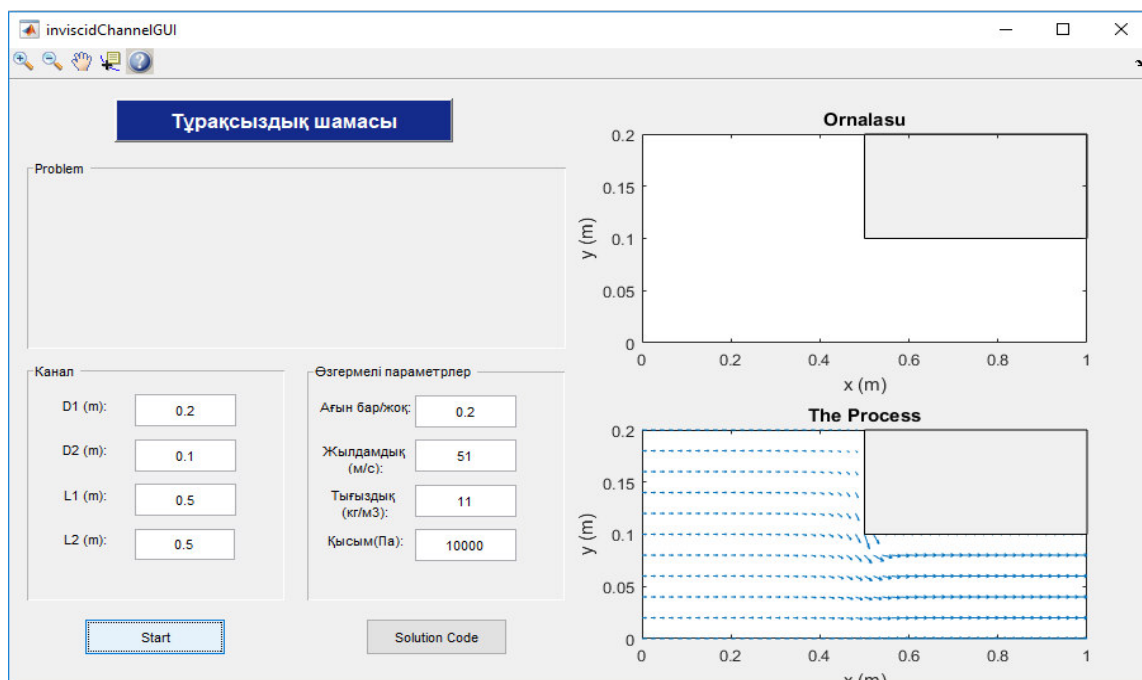 inviscidChannelGUI
Тұрақсыздық шамасы
Problem
Канал
D1 (m): 0.2
D2 (m): 0.1
L1 (m): 0.5
L2 (m): 0.5
Өзгермелі параметрлер
Ағын бар/жоқ: 0.2
Жылдамдық
(м/с): 51
Тығыздық
(кг/м3): 11
Қысым(Па): 10000
Start
Solution Code
Ornalasu
0.2
0.15
0.1
0.05
0
y (m)
0 0.2 0.4 0.6 0.8 1
x (m)
The Process
0.2
0.15
0.1
0.05
0
y (m)
0 0.2 0.4 0.6 0.8 1
x (m)